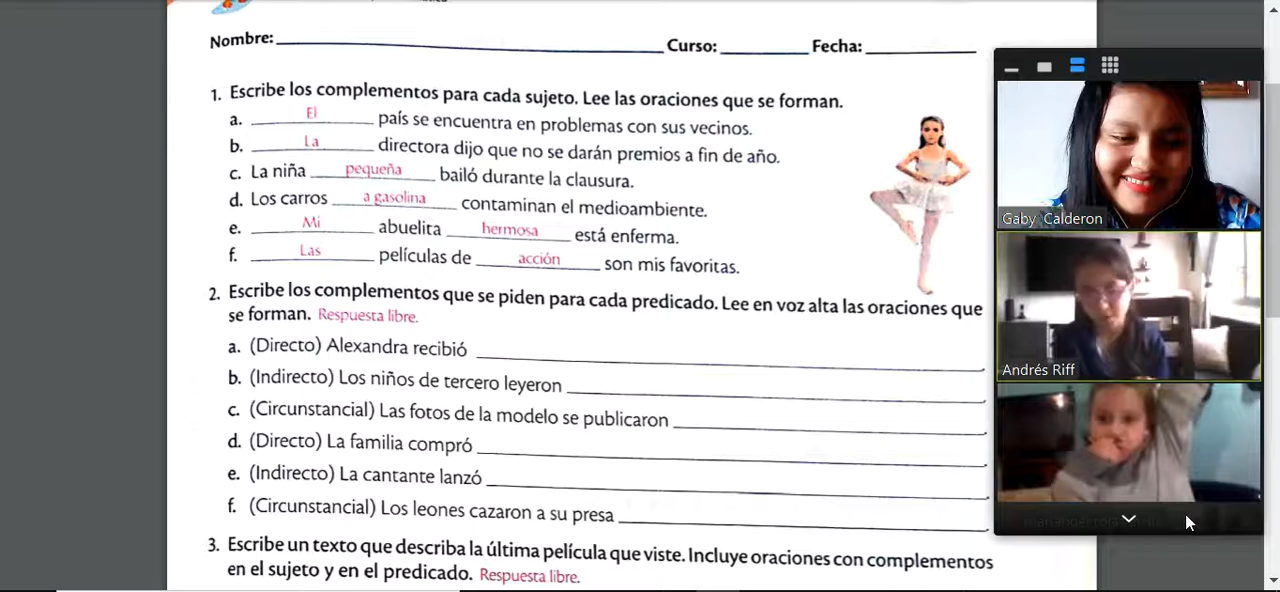 Nombre: Curso: Fecha:
1. Escribe los complementos para cada sujeto. Lee las oraciones que se forman.
a. El país se encuentra en problemas con sus vecinos.
b. La directora dijo que no se darán premios a fin de año.
c. La niña pequeña bailó durante la clausura.
d. Los carros a gasolina contaminan el medioambiente.
e. Mi abuelita hermosa está enferma.
f. Las películas de acción son mis favoritas.
2. Escribe los complementos que se piden para cada predicado. Lee en voz alta las oraciones que
se forman. Respuesta libre.
a. (Directo) Alexandra recibió
b. (Indirecto) Los niños de tercero leyeron
c. (Circunstancial) Las fotos de la modelo se publicaron
d. (Directo) La familia compró
e. (Indirecto) La cantante lanzó
f. (Circunstancial) Los leones cazaron a su presa
3. Escribe un texto que describa la última película que viste. Incluye oraciones con complementos
en el sujeto y en el predicado. Respuesta libre.
Gaby Calderon
Andrés Riff